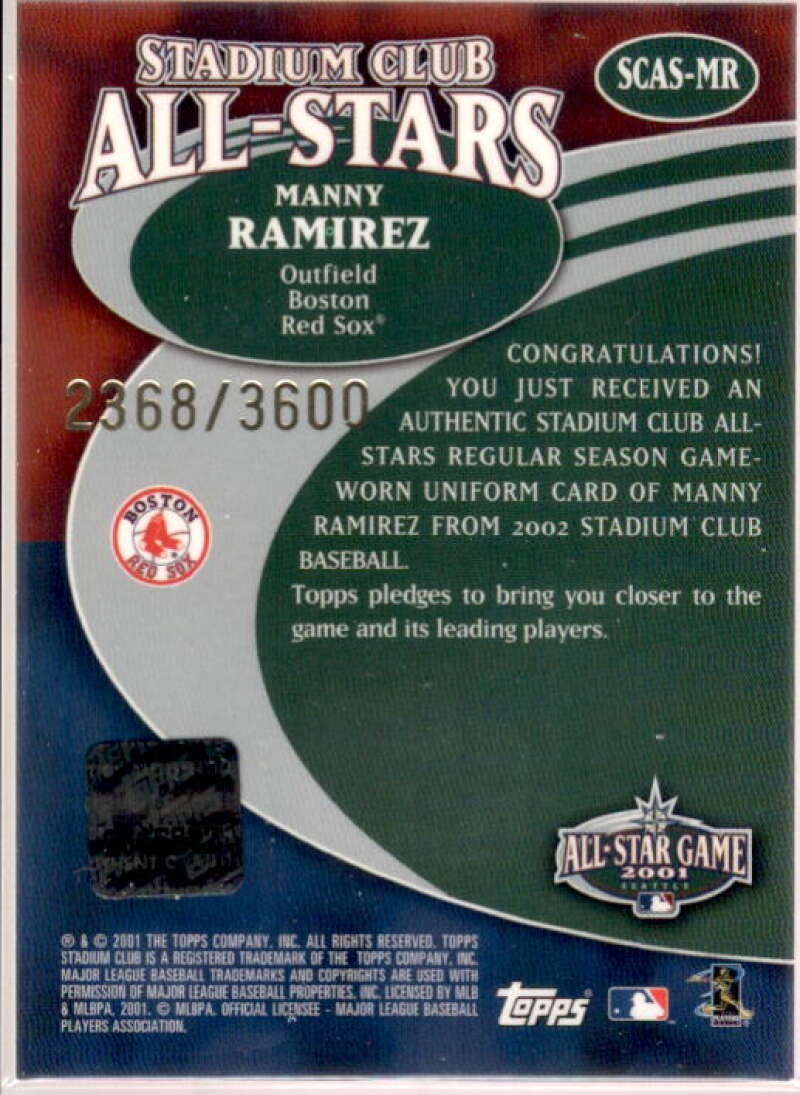 STADIUM CLUB
ALL-STARS
SCAS-MR
MANNY
RAMIREZ
Outfield
Boston
Red Sox®
2368/3600
CONGRATULATIONS!
YOU JUST RECEIVED AN
AUTHENTIC STADIUM CLUB ALL-
STARS REGULAR SEASON GAME-
WORN UNIFORM CARD OF MANNY
RAMIREZ FROM 2002 STADIUM CLUB
BASEBALL.
Topps pledges to bring you closer to the
game and its leading players.
BOSTON
RED SOX
ALL-STAR GAME
2001
SEATTLE
® & © 2001 THE TOPPS COMPANY, INC. ALL RIGHTS RESERVED. TOPPS
STADIUM CLUB IS A REGISTERED TRADEMARK OF THE TOPPS COMPANY, INC.
MAJOR LEAGUE BASEBALL TRADEMARKS AND COPYRIGHTS ARE USED WITH
PERMISSION OF MAJOR LEAGUE BASEBALL PROPERTIES, INC. LICENSED BY MLB
& MLBPA, 2001. © MLBPA. OFFICIAL LICENSEE - MAJOR LEAGUE BASEBALL
PLAYERS ASSOCIATION.
topps®